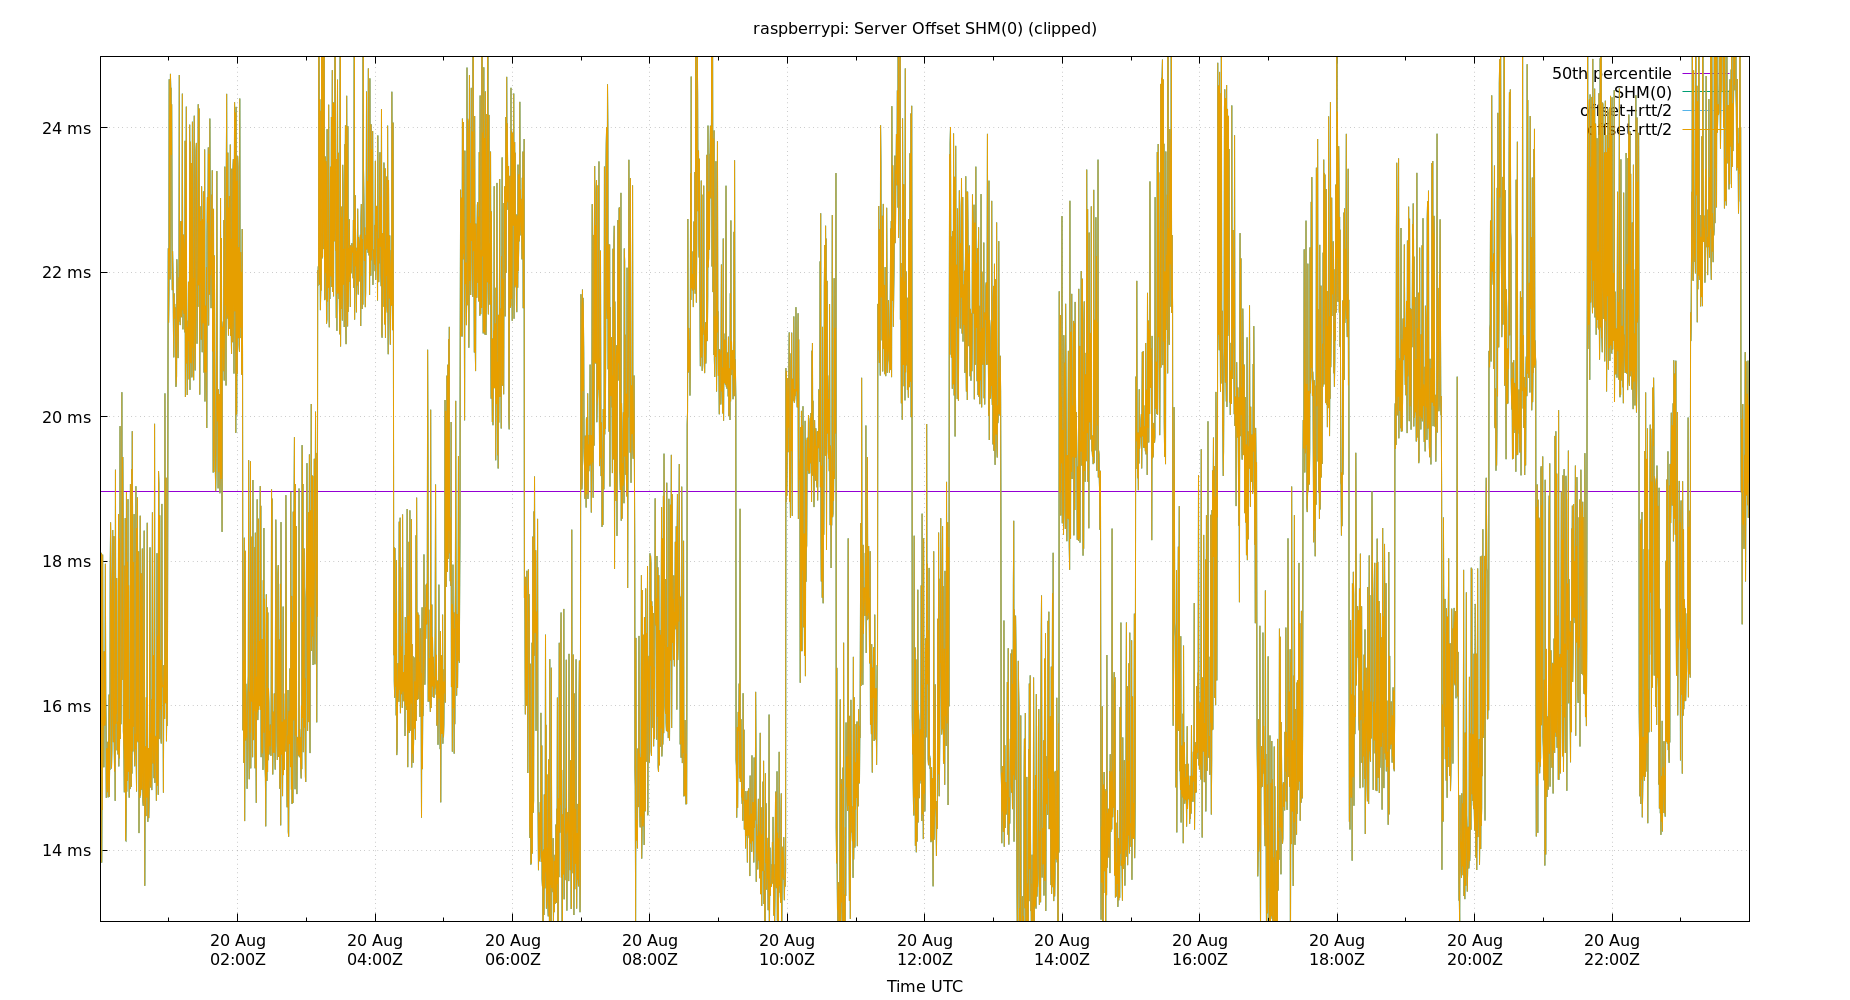 raspberrypi: Server Offset SHM(0) (clipped)
50th percentile
SHM(0)
offset+rtt/2
offset-rtt/2
24 ms
22 ms
20 ms
18 ms
16 ms
14 ms
20 Aug 20 Aug 20 Aug 20 Aug 20 Aug 20 Aug 20 Aug 20 Aug 20 Aug 20 Aug 20 Aug
02:00Z 04:00Z 06:00Z 08:00Z 10:00Z 12:00Z 14:00Z 16:00Z 18:00Z 20:00Z 22:00Z
Time UTC